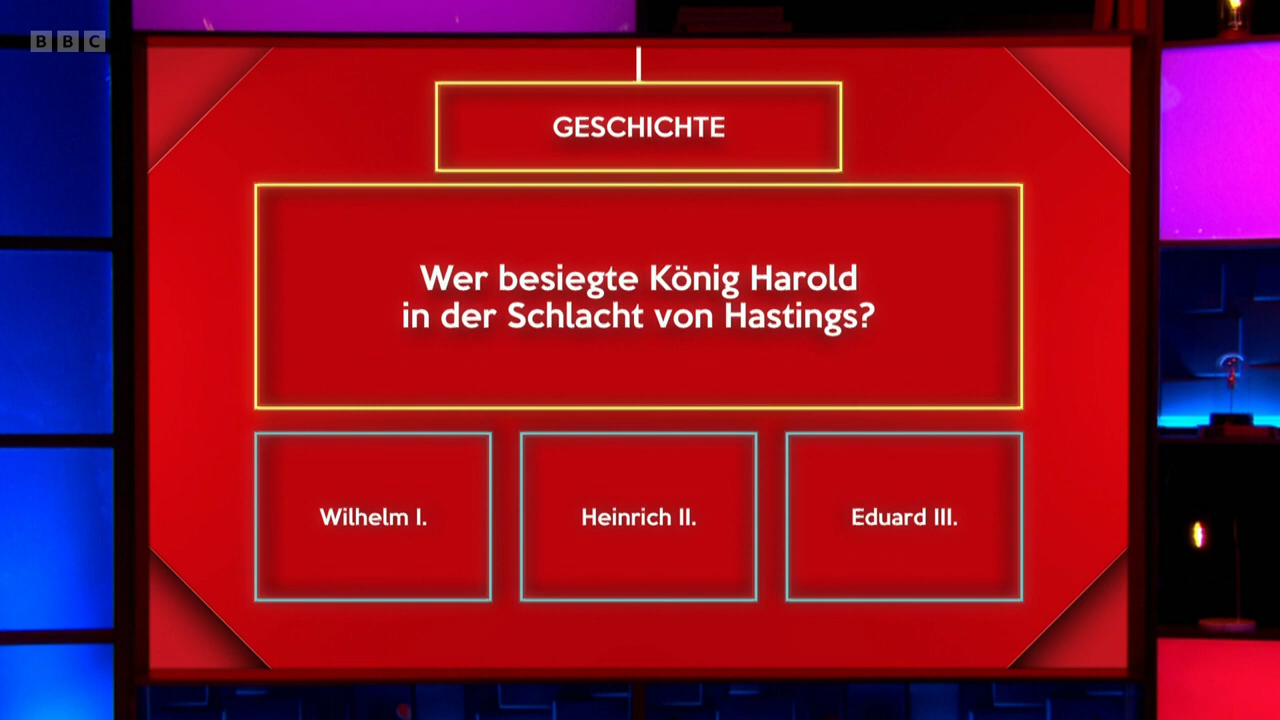 BBC
GESCHICHTE
Wer besiegte König Harold
in der Schlacht von Hastings?
Wilhelm I.
Heinrich II.
Eduard III.